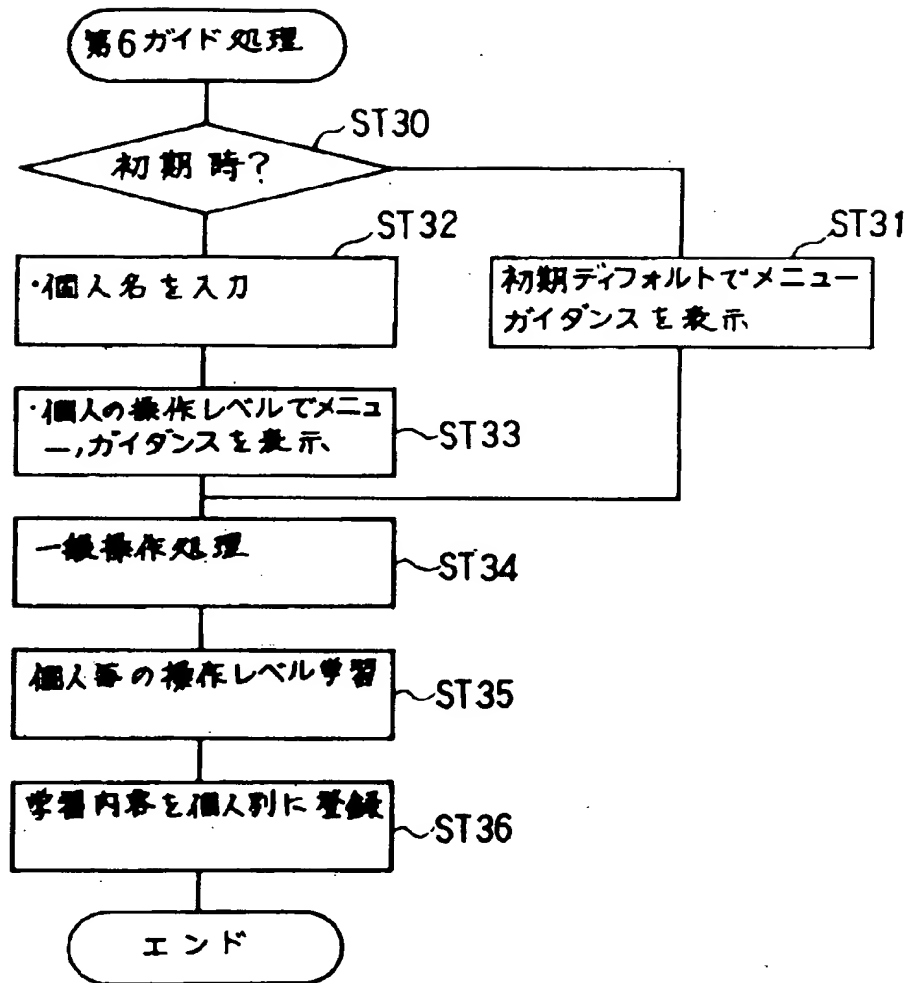 第6ガイド処理
ST30
初期時?
ST32
ST31
・個人名を入力
初期ディフォルトでメニュー
ガイダンスを表示
・個人の操作レベルでメニュ
ー,ガイダンスを表示
ST33
一般操作処理
ST34
個人毎の操作レベル学習
ST35
学習内容を個人別に登録
ST36
エンド